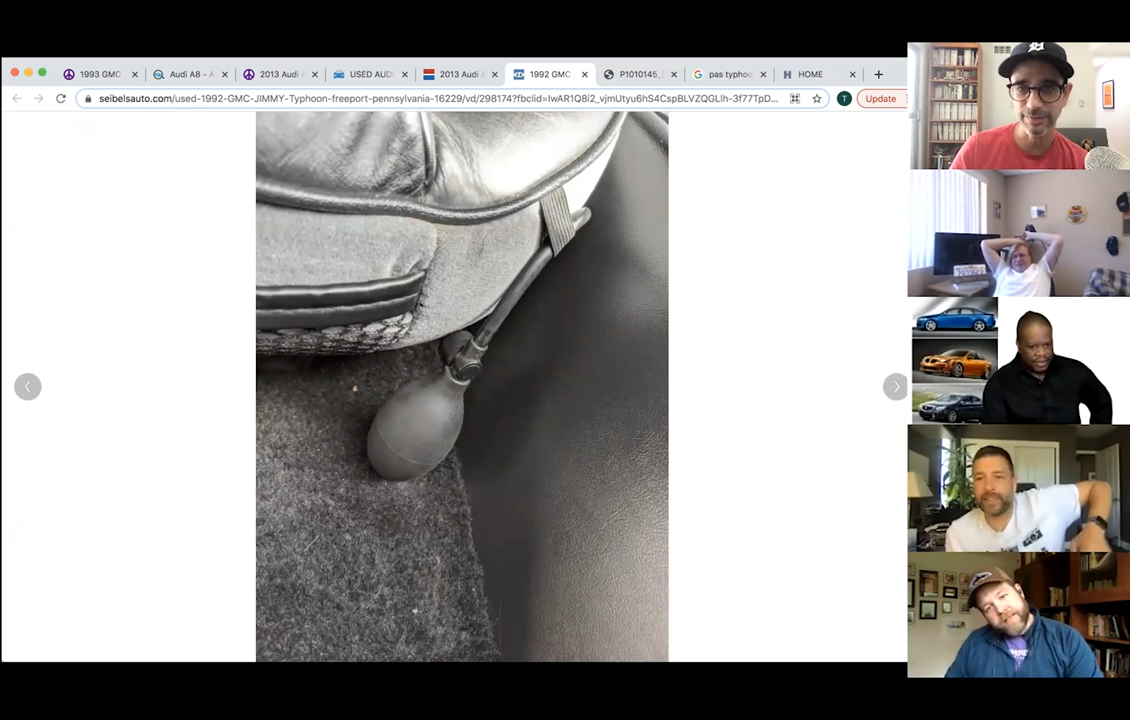 1993 GMC
Audi A8 - A
2013 Audi
USED AUDI
2013 Audi A
1992 GMC
P1010145_
pas typhoo
HOME
seibelsauto.com/used-1992-GMC-JIMMY-Typhoon-freeport-pennsylvania-16229/vd/298174?fbclid=IwAR1Q8i2_vjmUtyu6hS4CspBLVZQGLlh-3f77TpD...
T
Update